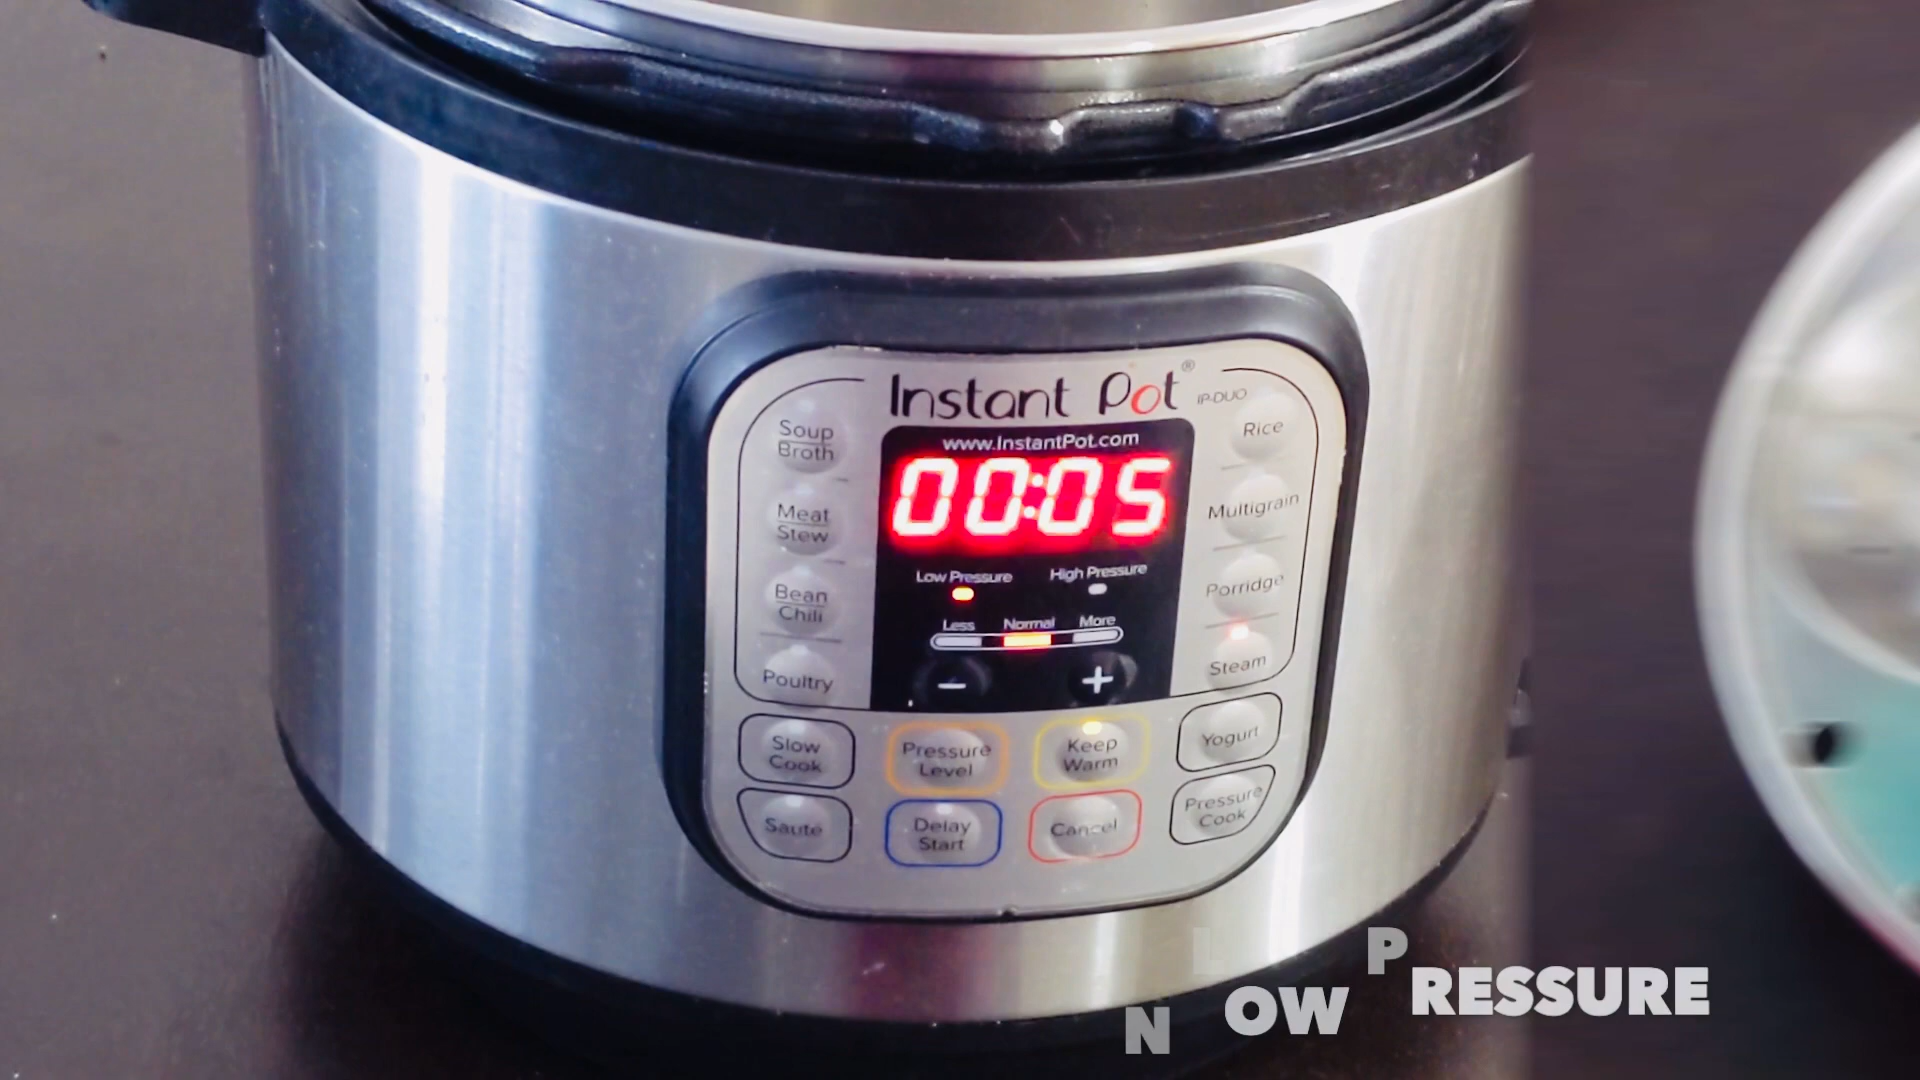 Instant Pot®
IP-DUO
www.InstantPot.com
00:05
Low Pressure
High Pressure
Less
Normal
More
−
+
Soup
Broth
Meat
Stew
Bean
Chili
Poultry
Rice
Multigrain
Porridge
Steam
Slow
Cook
Pressure
Level
Keep
Warm
Yogurt
Sauté
Delay
Start
Cancel
Pressure
Cook
N LOW PRESSURE